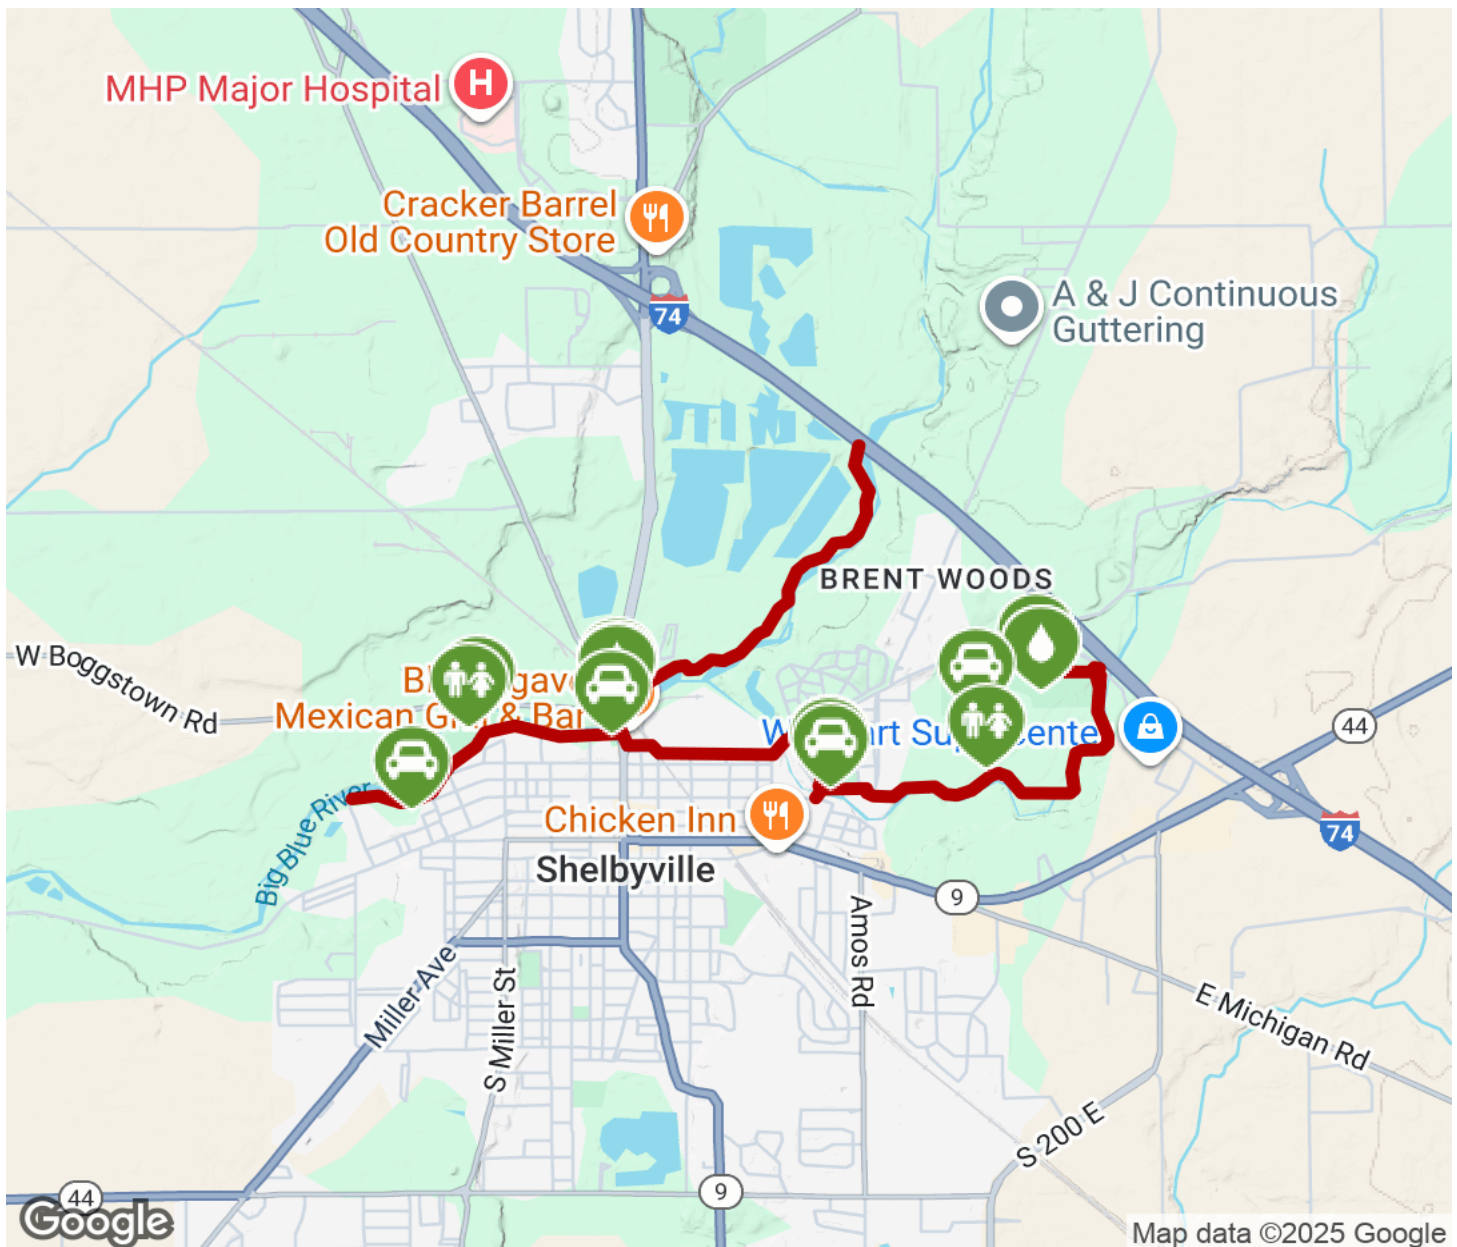 MHP Major Hospital
H
Cracker Barrel
Old Country Store
74
A & J Continuous
Guttering
BRENT WOODS
W Boggstown Rd
Mexican
44
Big Blue River
Chicken Inn
Shelbyville
74
9
Amos Rd
Miller Ave
S Miller St
E Michigan Rd
S 200 E
44
9
Google
Map data ©2025 Google